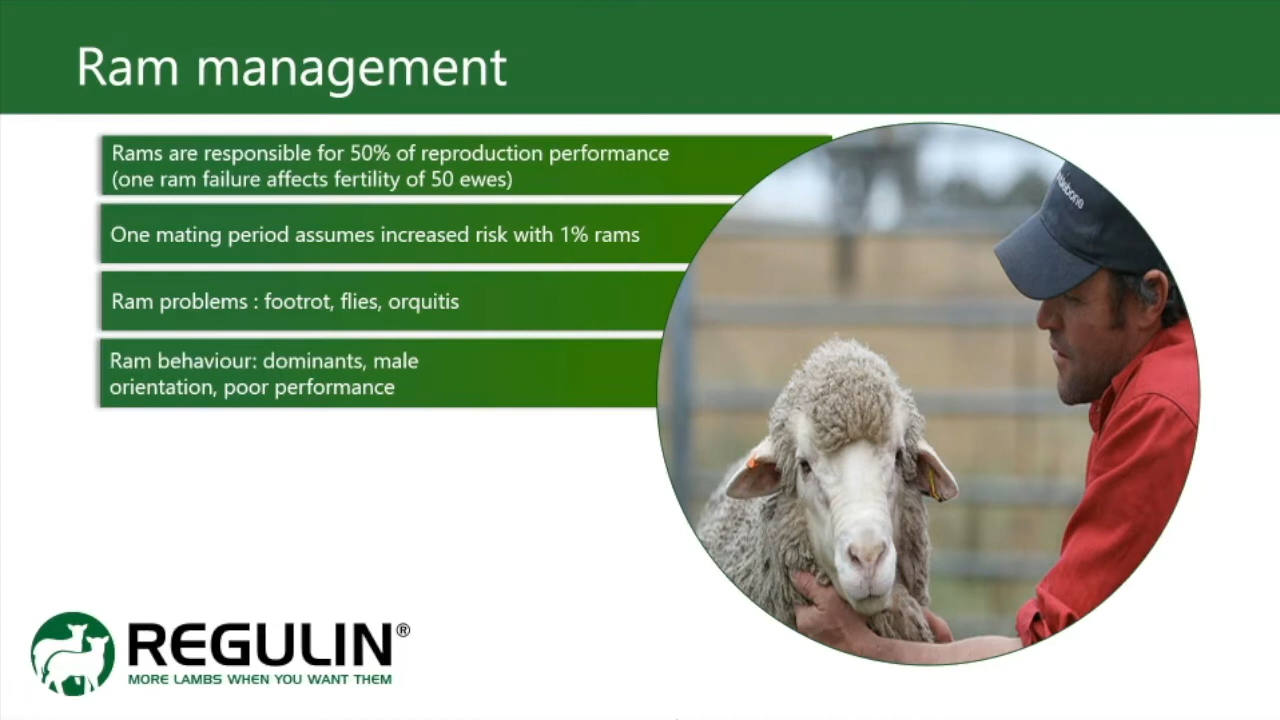 Ram management
Rams are responsible for 50% of reproduction performance
(one ram failure affects fertility of 50 ewes)
One mating period assumes increased risk with 1% rams
Ram problems : footrot, flies, orquitis
Ram behaviour: dominants, male
orientation, poor performance
REGULIN®
MORE LAMBS WHEN YOU WANT THEM